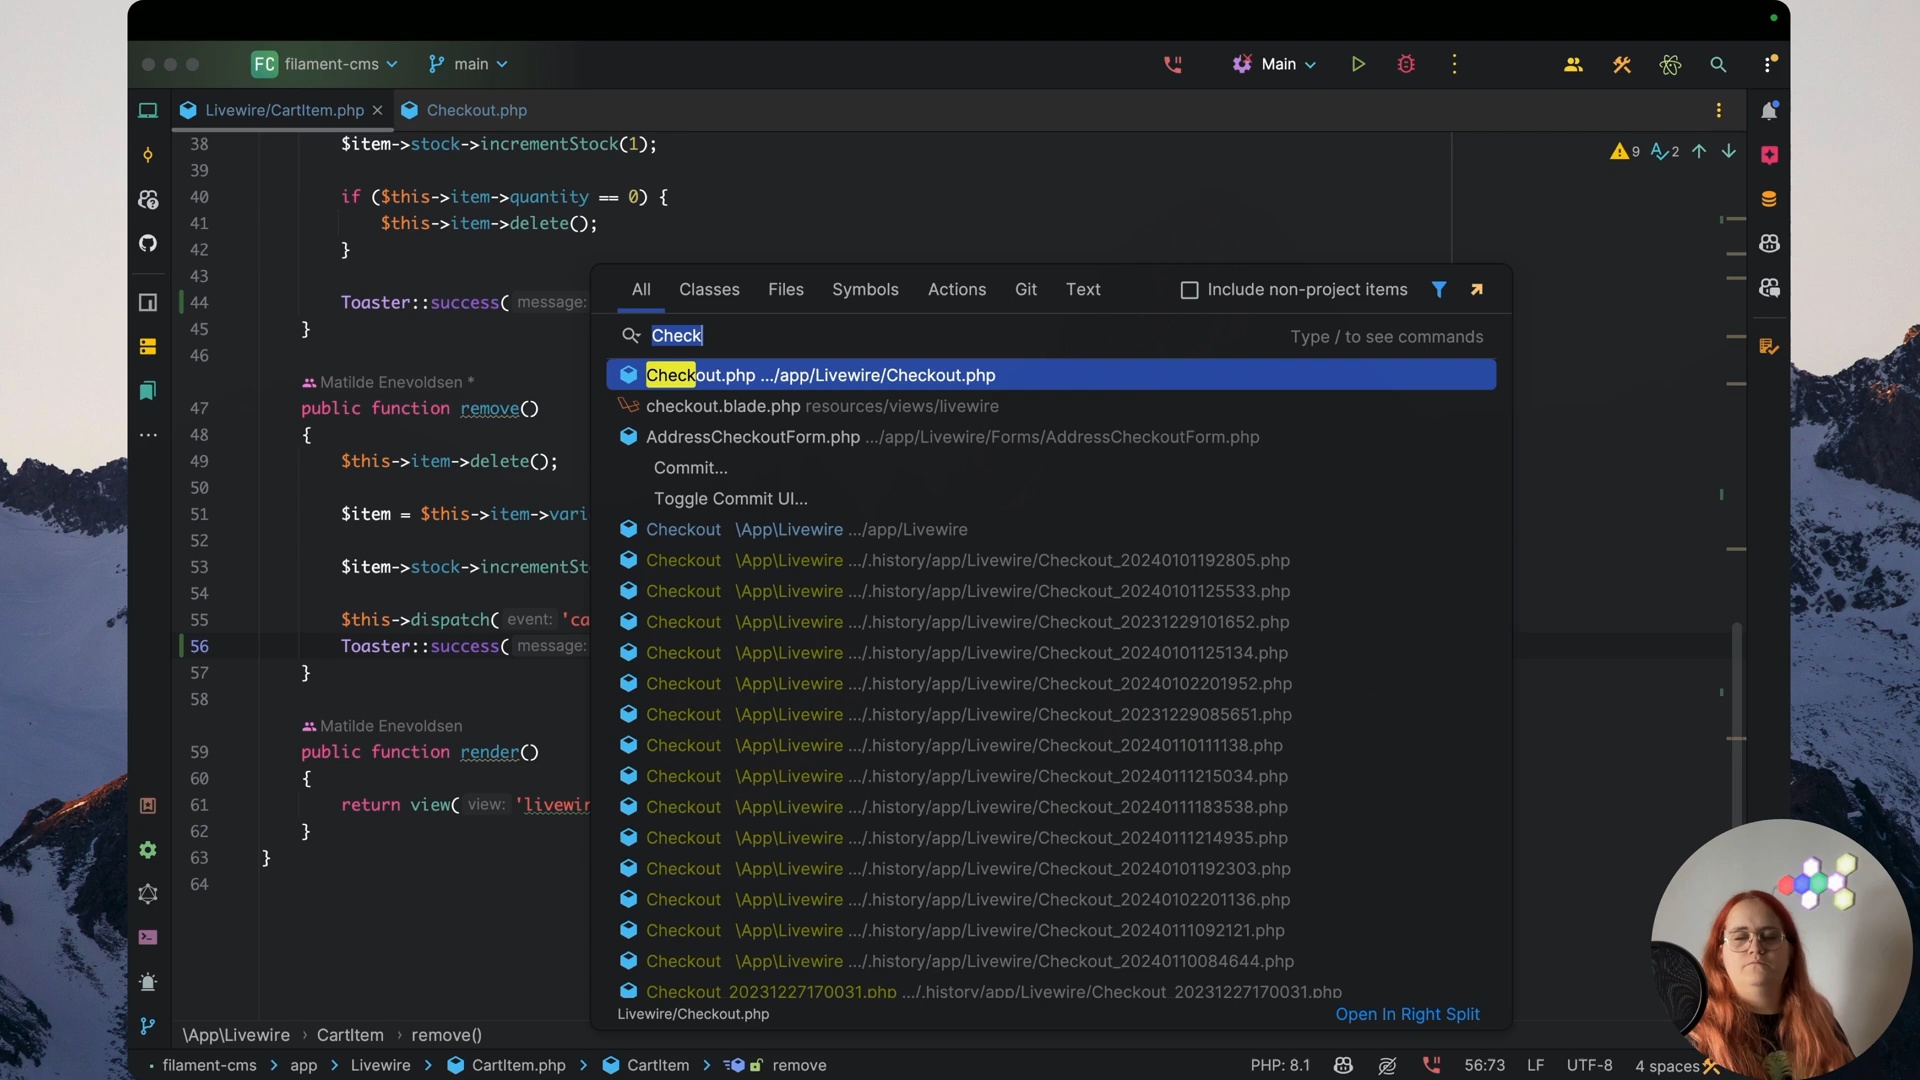 FC filament-cms main Main
Livewire/CartItem.php Checkout.php
38 $item->stock->incrementStock(1);
9 2
39
40 if ($this->item->quantity == 0) {
41 $this->item->delete();
42 }
43
44 Toaster::success( message:
45 }
46
Matilde Enevoldsen *
47 public function remove()
48 {
49 $this->item->delete();
50
51 $item = $this->item->vari
52
53 $item->stock->incrementSt
54
55 $this->dispatch( event: 'ca
56 Toaster::success( message:
57 }
58
Matilde Enevoldsen
59 public function render()
60 {
61 return view( view: 'livewir
62 }
63 }
64
All Classes Files Symbols Actions Git Text Include non-project items
Check Type / to see commands
Checkout.php .../app/Livewire/Checkout.php
checkout.blade.php resources/views/livewire
AddressCheckoutForm.php .../app/Livewire/Forms/AddressCheckoutForm.php
Commit...
Toggle Commit UI...
Checkout \App\Livewire .../app/Livewire
Checkout \App\Livewire .../.history/app/Livewire/Checkout_20240101192805.php
Checkout \App\Livewire .../.history/app/Livewire/Checkout_20240101125533.php
Checkout \App\Livewire .../.history/app/Livewire/Checkout_20231229101652.php
Checkout \App\Livewire .../.history/app/Livewire/Checkout_20240101125134.php
Checkout \App\Livewire .../.history/app/Livewire/Checkout_20240102201952.php
Checkout \App\Livewire .../.history/app/Livewire/Checkout_20231229085651.php
Checkout \App\Livewire .../.history/app/Livewire/Checkout_20240110111138.php
Checkout \App\Livewire .../.history/app/Livewire/Checkout_20240111215034.php
Checkout \App\Livewire .../.history/app/Livewire/Checkout_20240111183538.php
Checkout \App\Livewire .../.history/app/Livewire/Checkout_20240111214935.php
Checkout \App\Livewire .../.history/app/Livewire/Checkout_20240101192303.php
Checkout \App\Livewire .../.history/app/Livewire/Checkout_20240102201136.php
Checkout \App\Livewire .../.history/app/Livewire/Checkout_20240111092121.php
Checkout \App\Livewire .../.history/app/Livewire/Checkout_20240110084644.php
Checkout_20231227170031.php .../.history/app/Livewire/Checkout_20231227170031.php
Livewire/Checkout.php Open In Right Split
\App\Livewire › CartItem › remove()
filament-cms › app › Livewire › CartItem.php › CartItem › remove PHP: 8.1 56:73 LF UTF-8 4 spaces